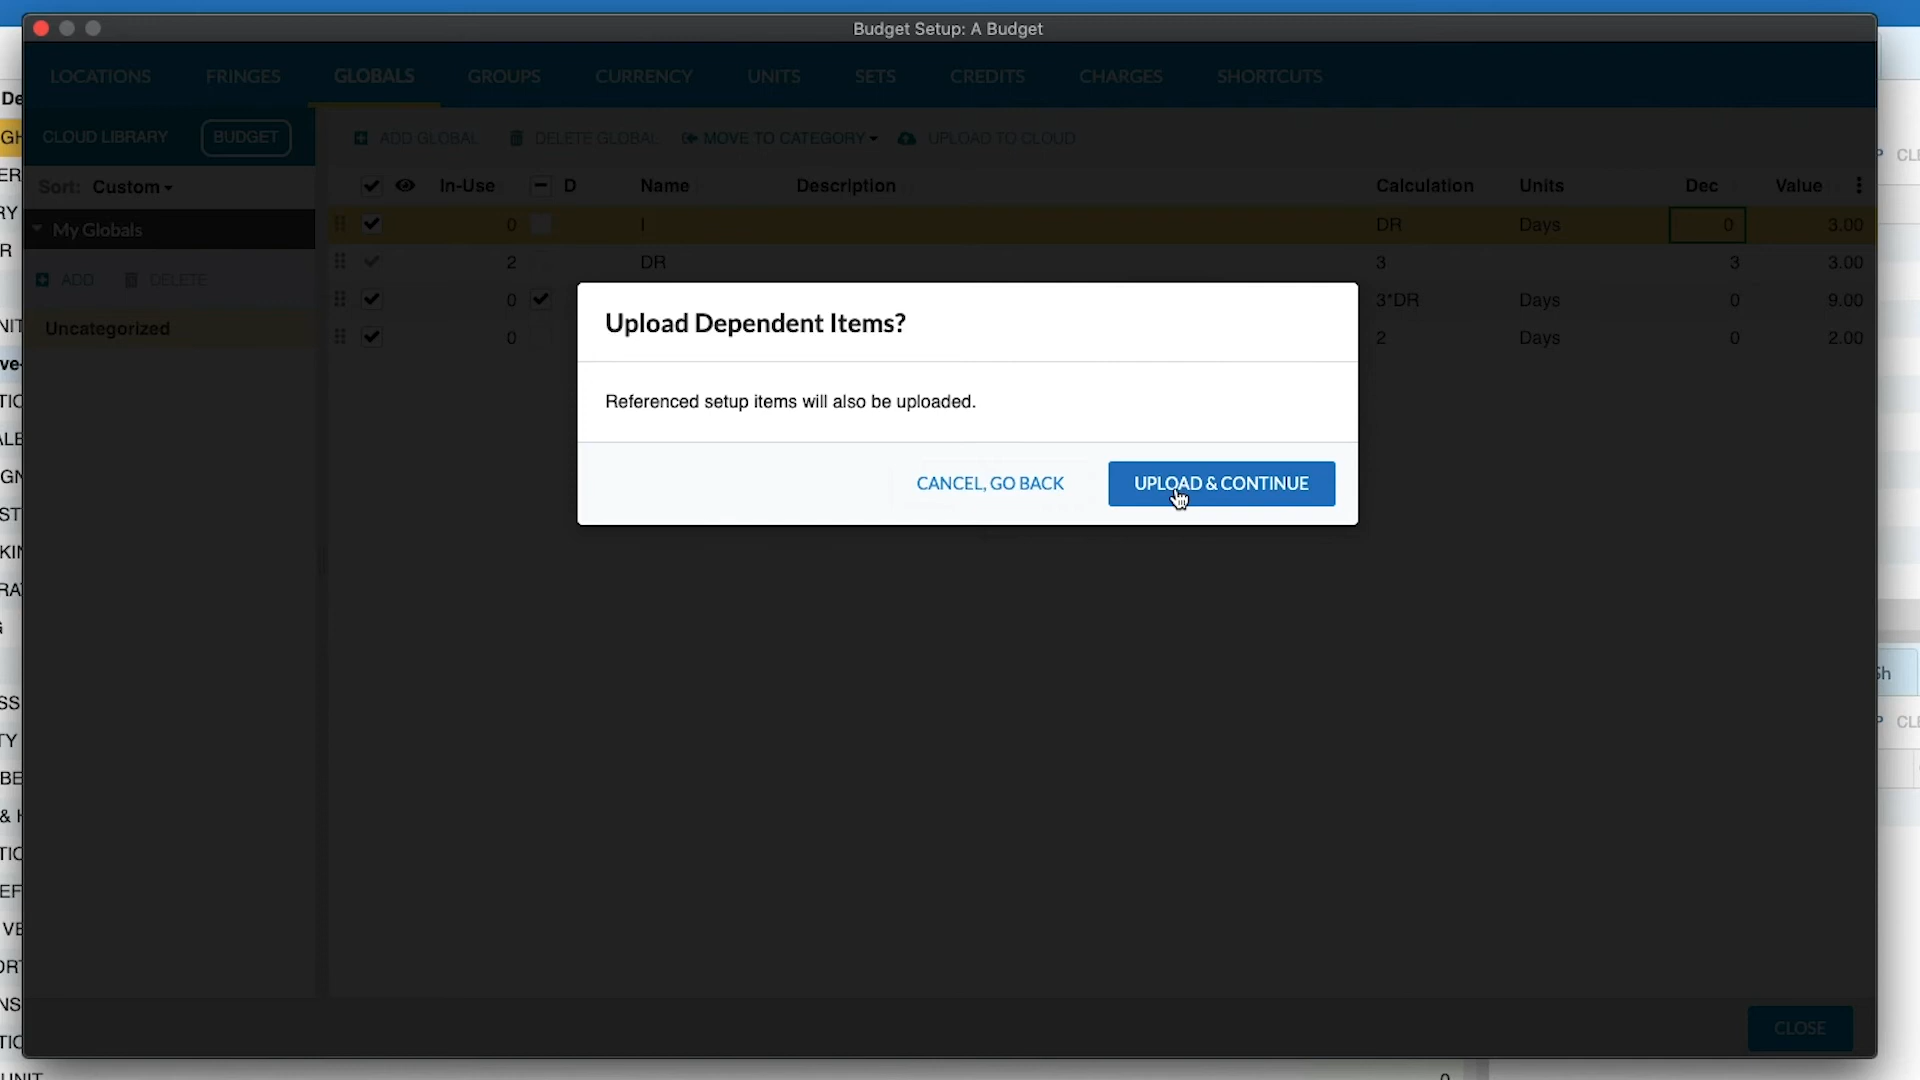 Budget Setup: A Budget
LOCATIONS FRINGES GLOBALS GROUPS CURRENCY UNITS SETS CREDITS CHARGES SHORTCUTS
CLOUD LIBRARY BUDGET
ADD GLOBAL DELETE GLOBAL MOVE TO CATEGORY UPLOAD TO CLOUD
Sort: Custom
In-Use D Name Description Calculation Units Dec Value
My Globals
0 I DR Days 0 3.00
2 DR 3 3 3.00
ADD DELETE
0 3*DR Days 0 9.00
Uncategorized
0 2 Days 0 2.00
Upload Dependent Items?
Referenced setup items will also be uploaded.
CANCEL, GO BACK
UPLOAD & CONTINUE
CLOSE